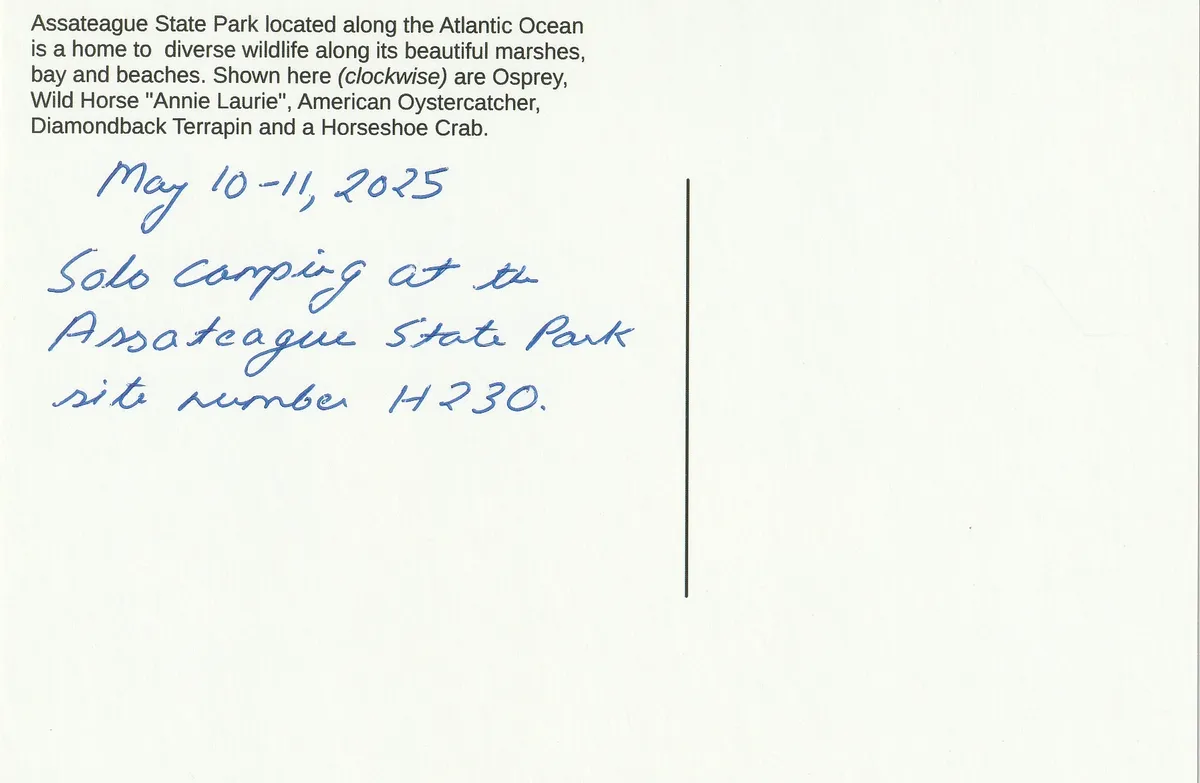 Assateague State Park located along the Atlantic Ocean
is a home to diverse wildlife along its beautiful marshes,
bay and beaches. Shown here (clockwise) are Osprey,
Wild Horse "Annie Laurie", American Oystercatcher,
Diamondback Terrapin and a Horseshoe Crab.
May 10-11, 2025
Solo camping at the
Assateague State Park
site number H230.